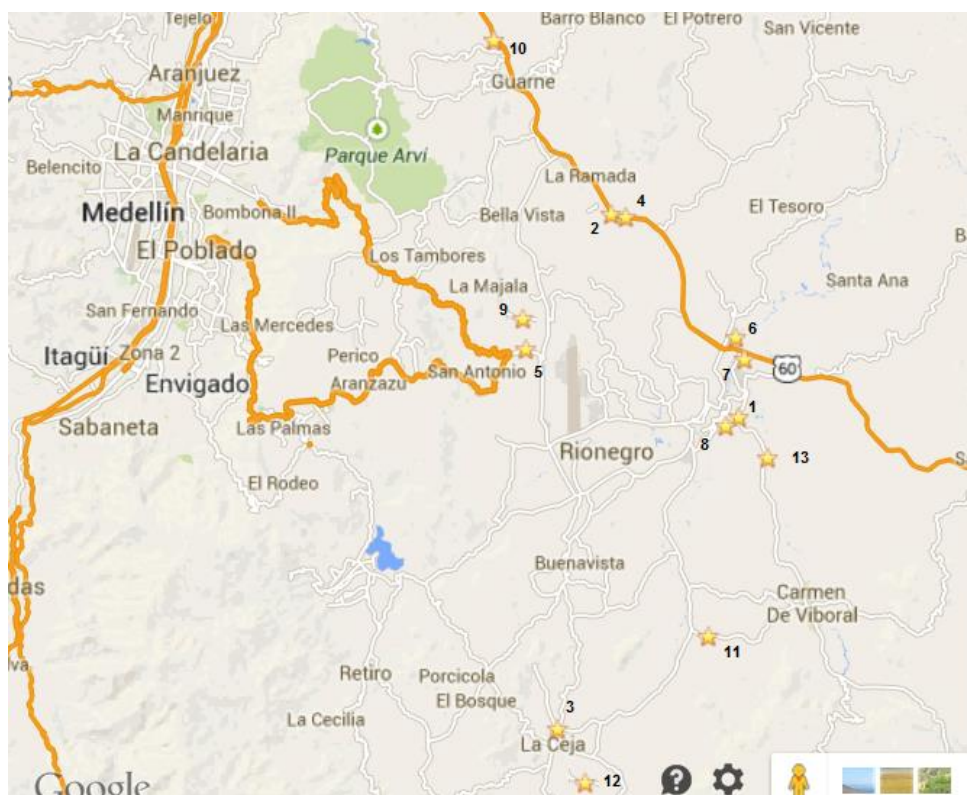 Tejelo
Barro Blanco
El Potrero
San Vicente
10
Aranjuez
Guarne
Manrique
La Candelaria
Parque Arví
Belencito
La Ramada
4
El Tesoro
Medellín
Bombona II
Bella Vista
2
El Poblado
B
Los Tambores
La Majala
Santa Ana
San Fernando
9
Las Mercedes
6
Itagüí
Zona 2
Perico
San Antonio
5
7
60
Envigado
Aranzazu
1
Sabaneta
Las Palmas
Rionegro
8
13
S
El Rodeo
Buenavista
das
Carmen
De Viboral
11
va
Retiro
Porcicola
El Bosque
3
La Cecilia
La Ceja
12
?
Google